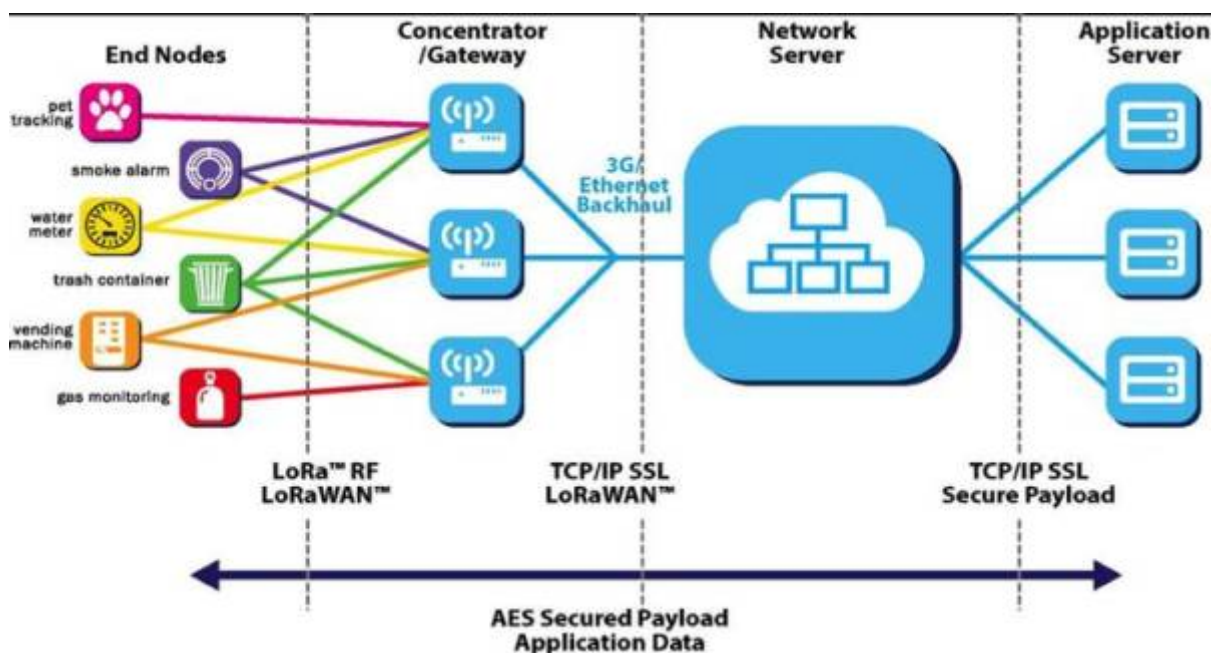 End Nodes
Concentrator
/Gateway
Network
Server
Application
Server
pet
tracking
smoke alarm
water
meter
trash container
vending
machine
gas monitoring
3G/
Ethernet
Backhaul
LoRa™ RF
LoRaWAN™
TCP/IP SSL
LoRaWAN™
TCP/IP SSL
Secure Payload
AES Secured Payload
Application Data